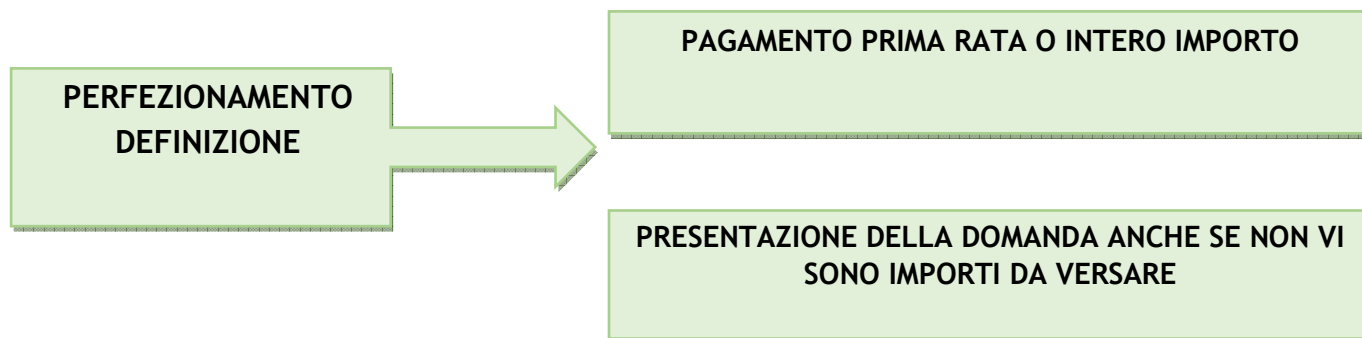 PERFEZIONAMENTO
DEFINIZIONE
PAGAMENTO PRIMA RATA O INTERO IMPORTO
PRESENTAZIONE DELLA DOMANDA ANCHE SE NON VI
SONO IMPORTI DA VERSARE